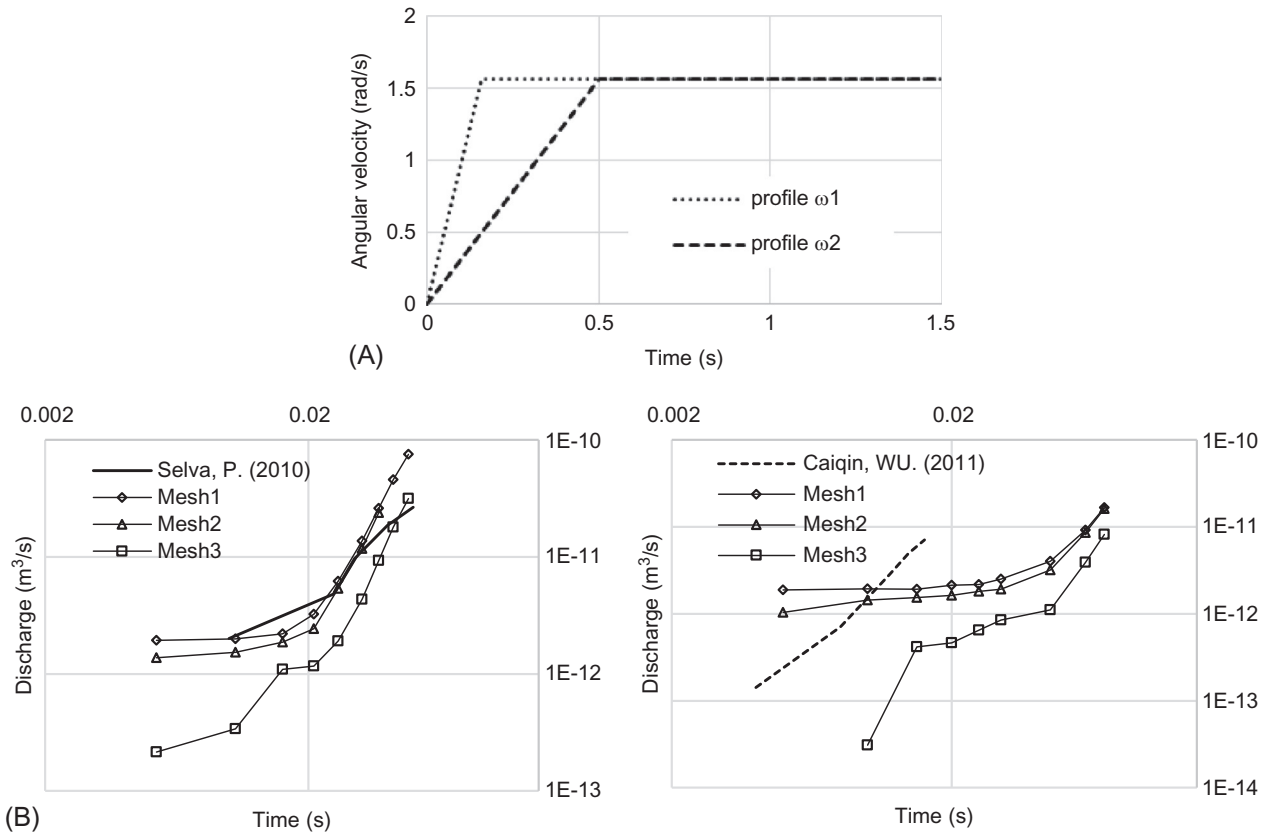 2
1.5
1
0.5
0
Angular velocity (rad/s)
profile ω1
profile ω2
0 0.5 1 1.5
Time (s)
(A)
0.002 0.02
1E-10
1E-11
1E-12
1E-13
Selva, P. (2010)
Mesh1
Mesh2
Mesh3
Discharge (m³/s)
Time (s)
(B)
0.002 0.02
1E-10
1E-11
1E-12
1E-13
1E-14
Caiqin, WU. (2011)
Mesh1
Mesh2
Mesh3
Discharge (m³/s)
Time (s)